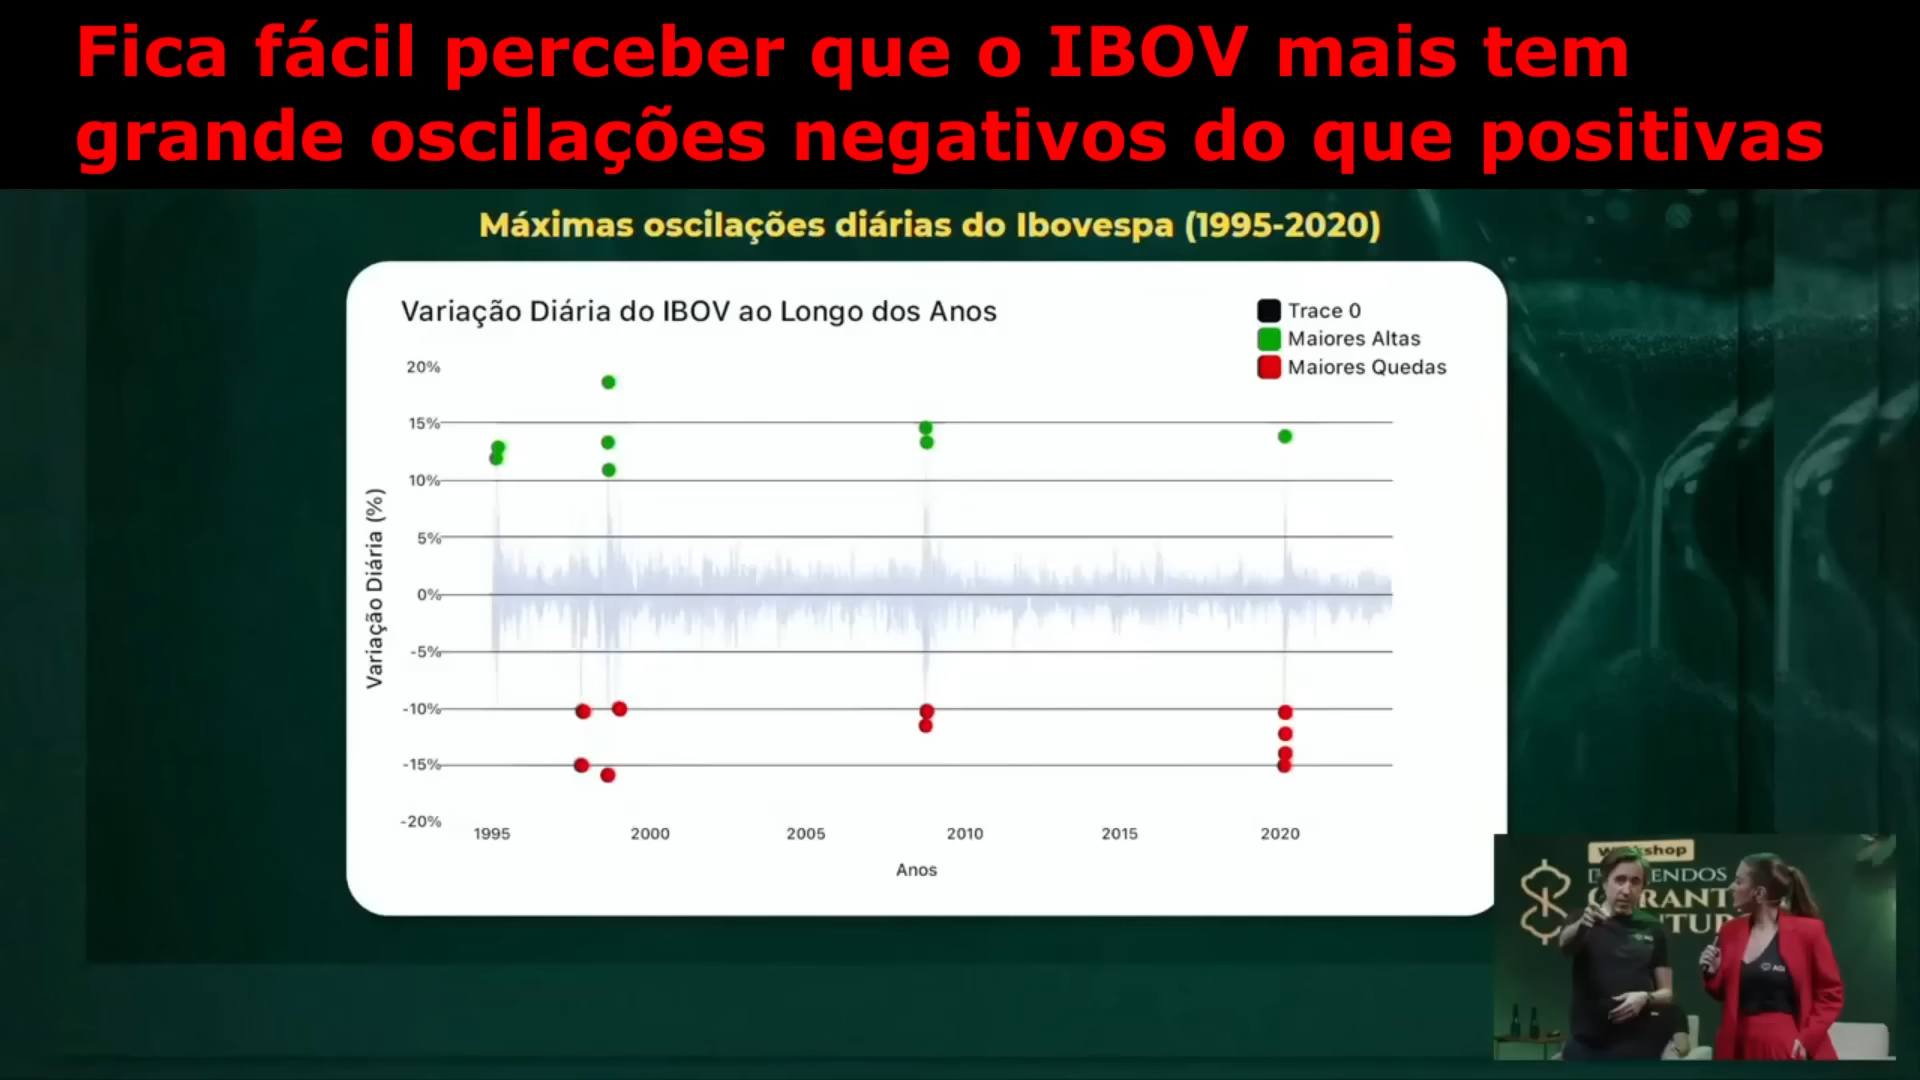 Fica fácil perceber que o IBOV mais tem
grande oscilações negativos do que positivas
Máximas oscilações diárias do Ibovespa (1995-2020)
Variação Diária do IBOV ao Longo dos Anos
Trace 0
Maiores Altas
Maiores Quedas
Variação Diária (%)
20%
15%
10%
5%
0%
-5%
-10%
-15%
-20%
1995 2000 2005 2010 2015 2020
Anos